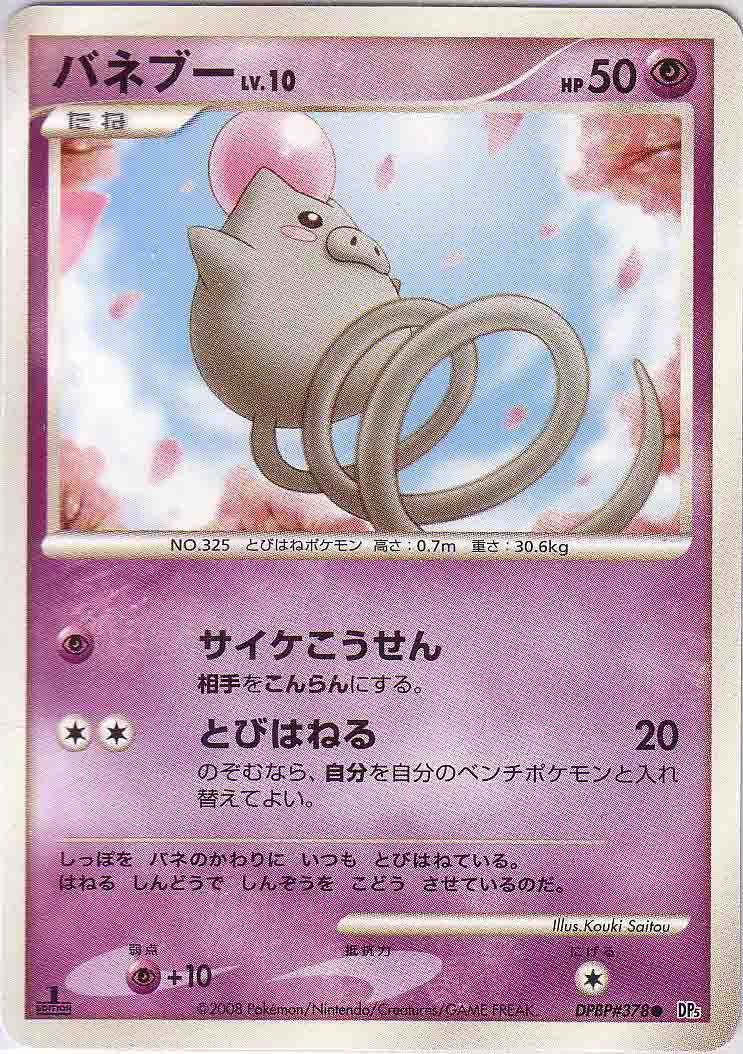 バネブー LV.10 HP 50
たね
NO.325 とびはねポケモン 高さ:0.7m 重さ:30.6kg
サイケこうせん
相手をこんらんにする。
とびはねる 20
のぞむなら、自分を自分のベンチポケモンと入れ
替えてよい。
しっぽを バネのかわりに いつも とびはねている。
はねる しんどうで しんぞうを こどう させているのだ。
Illus.Kouki Saitou
弱点 抵抗力 にげる
+10
1 EDITION ©2008 Pokémon/Nintendo/Creatures/GAME FREAK. DPBP#378 DP5